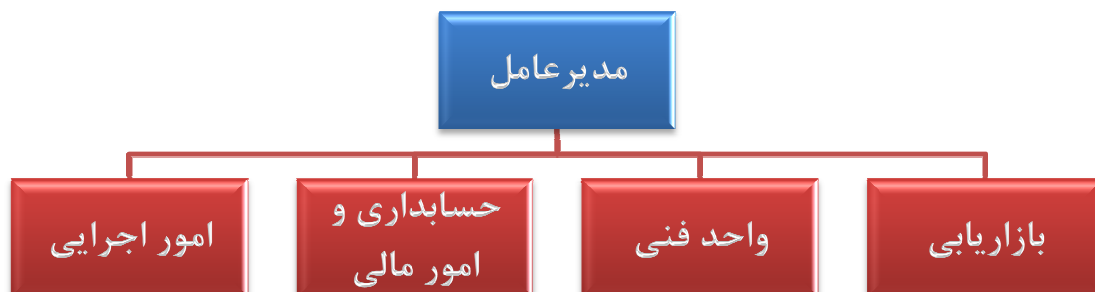 مدیرعامل
بازاریابی
واحد فنی
حسابداری و
امور مالی
امور اجرایی